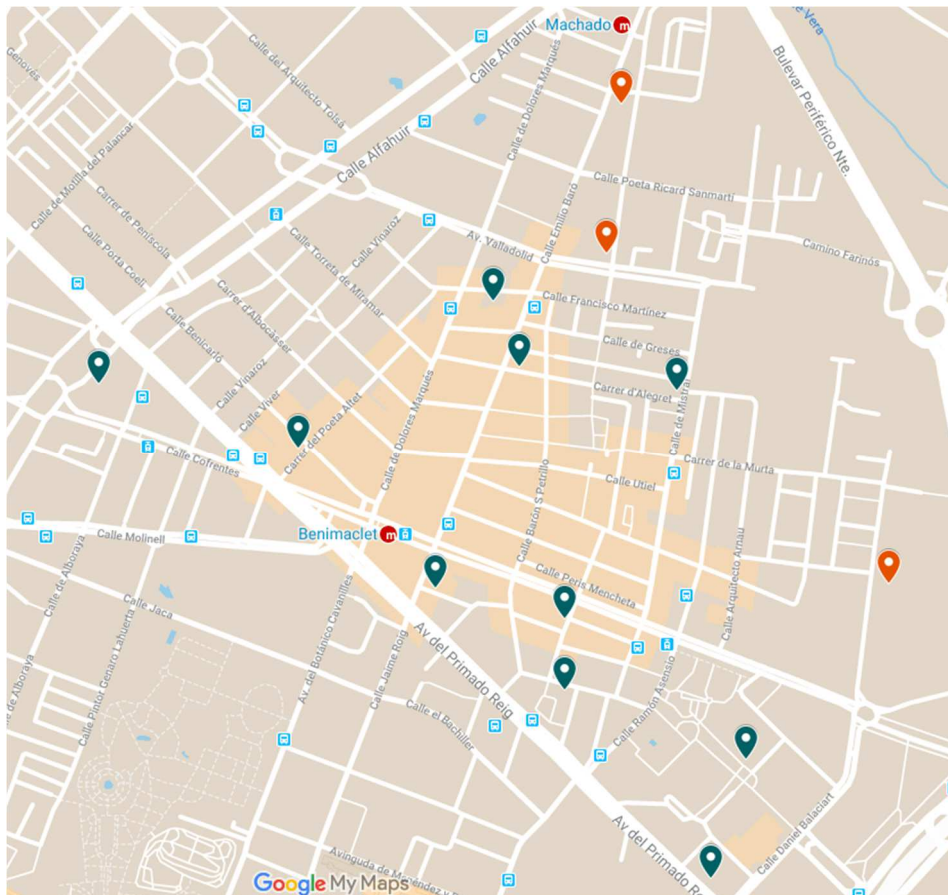 Machado
m
Vera
Genovés
Calle del Arquitecto Tolsá
Calle Alfahuir
Calle de Dolores Marqués
Bulevar Periférico Nte.
Calle Alfahuir
Calle de Motilla del Palancar
Calle Poeta Ricard Sanmartí
Carrer de Peníscola
Calle Emilio Baró
Calle Porta Coeli
Calle Vinaroz
Av. Valladolid
Camino Farinós
Calle Torreta de Miramar
Calle Francisco Martínez
Carrer d'Albocàsser
Calle Benicarló
Calle de Greses
Calle Vinaroz
Carrer d'Alegret
Calle Viver
Carrer del Poeta Altet
Calle de Dolores Marqués
Calle de Mistral
Calle Cofrentes
Carrer de la Murta
Calle Utiel
Calle Barón S Petrillo
Benimaclet
m
Calle Molinell
Calle de Alboraya
Calle Peris Mencheta
Calle Arquitecto Arnau
Calle Jaca
Av. del Botánico Cavanilles
Calle Jaime Roig
Av del Primado Reig
Calle Pintor Genaro Lahuerta
de Alboraya
Calle Ramón Asensio
Calle el Bachiller
Calle Daniel Balaciart
Av del Primado Re
Avinguda de Menéndez y P
Google My Maps